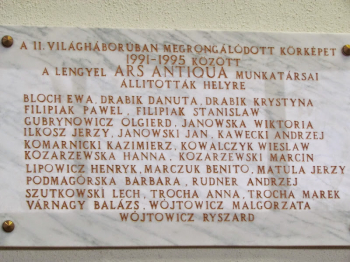 A II. VILÁGHÁBORÚBAN MEGRONGÁLÓDOTT KÖRKÉPET
1991-1995 KÖZÖTT
A LENGYEL ARS ANTIQUA MUNKATÁRSAI
ÁLLÍTOTTÁK HELYRE
BLOCH EWA, DRABIK DANUTA, DRABIK KRYSTYNA
FILIPIAK PAWEŁ, FILIPIAK STANISŁAW
GUBRYNOWICZ OLGIERD, JANOWSKA WIKTORIA
ILKOSZ JERZY, JANOWSKI JAN, KAWECKI ANDRZEJ
KOMARNICKI KAZIMIERZ, KOWALCZYK WIESŁAW
KOZARZEWSKA HANNA, KOZARZEWSKI MARCIN
LIPOWICZ HENRYK, MARCZUK BENITO, MATUŁA JERZY
PODMAGÓRSKA BARBARA, RUDNER ANDRZEJ
SZUTKOWSKI LECH, TROCHA ANNA, TROCHA MAREK
VÁRNAGY BALÁZS, WÓJTOWICZ MAŁGORZATA
WÓJTOWICZ RYSZARD